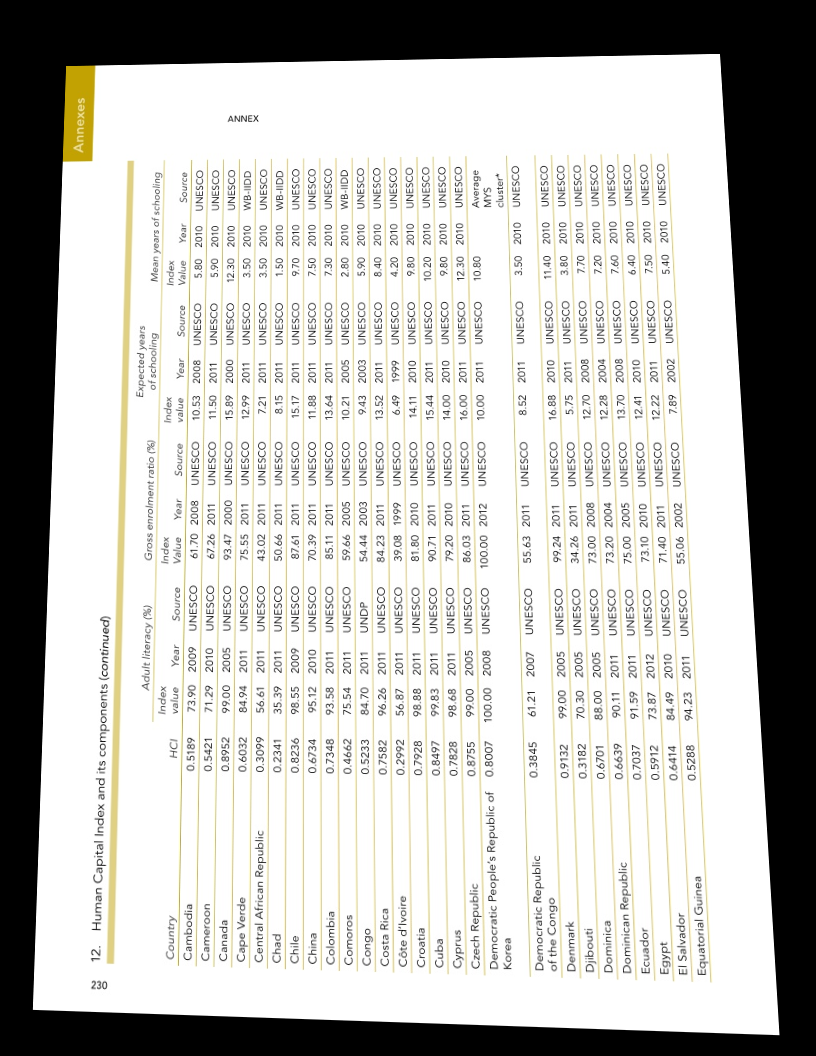 Annexes
ANNEX
12. Human Capital Index and its components (continued)
Adult literacy (%) Gross enrolment ratio (%) Expected years of schooling Mean years of schooling
Country HCI Index value Year Source Index Value Year Source Index value Year Source Index Value Year Source
Cambodia 0.5189 73.90 2009 UNESCO 61.70 2008 UNESCO 10.53 2008 UNESCO 5.80 2010 UNESCO
Cameroon 0.5421 71.29 2010 UNESCO 67.26 2011 UNESCO 11.50 2011 UNESCO 5.90 2010 UNESCO
Canada 0.8952 99.00 2005 UNESCO 93.47 2000 UNESCO 15.89 2000 UNESCO 12.30 2010 UNESCO
Cape Verde 0.6032 84.94 2011 UNESCO 75.55 2011 UNESCO 12.99 2011 UNESCO 3.50 2010 WB-IIDD
Central African Republic 0.3099 56.61 2011 UNESCO 43.02 2011 UNESCO 7.21 2011 UNESCO 3.50 2010 UNESCO
Chad 0.2341 35.39 2011 UNESCO 50.66 2011 UNESCO 8.15 2011 UNESCO 1.50 2010 WB-IIDD
Chile 0.8236 98.55 2009 UNESCO 87.61 2011 UNESCO 15.17 2011 UNESCO 9.70 2010 UNESCO
China 0.6734 95.12 2010 UNESCO 70.39 2011 UNESCO 11.88 2011 UNESCO 7.50 2010 UNESCO
Colombia 0.7348 93.58 2011 UNESCO 85.11 2011 UNESCO 13.64 2011 UNESCO 7.30 2010 UNESCO
Comoros 0.4662 75.54 2011 UNESCO 59.66 2005 UNESCO 10.21 2005 UNESCO 2.80 2010 WB-IIDD
Congo 0.5233 84.70 2011 UNDP 54.44 2003 UNESCO 9.43 2003 UNESCO 5.90 2010 UNESCO
Costa Rica 0.7582 96.26 2011 UNESCO 84.23 2011 UNESCO 13.52 2011 UNESCO 8.40 2010 UNESCO
Côte d'Ivoire 0.2992 56.87 2011 UNESCO 39.08 1999 UNESCO 6.49 1999 UNESCO 4.20 2010 UNESCO
Croatia 0.7928 98.88 2011 UNESCO 81.80 2010 UNESCO 14.11 2010 UNESCO 9.80 2010 UNESCO
Cuba 0.8497 99.83 2011 UNESCO 90.71 2011 UNESCO 15.44 2011 UNESCO 10.20 2010 UNESCO
Cyprus 0.7828 98.68 2011 UNESCO 79.20 2010 UNESCO 14.00 2010 UNESCO 9.80 2010 UNESCO
Czech Republic 0.8755 99.00 2005 UNESCO 86.03 2011 UNESCO 16.00 2011 UNESCO 12.30 2010 UNESCO
Democratic People's Republic of Korea 0.8007 100.00 2008 UNESCO 100.00 2012 UNESCO 10.00 2011 UNESCO 10.80 Average MYS cluster*
Democratic Republic of the Congo 0.3845 61.21 2007 UNESCO 55.63 2011 UNESCO 8.52 2011 UNESCO 3.50 2010 UNESCO
Denmark 0.9132 99.00 2005 UNESCO 99.24 2011 UNESCO 16.88 2010 UNESCO 11.40 2010 UNESCO
Djibouti 0.3182 70.30 2005 UNESCO 34.26 2011 UNESCO 5.75 2011 UNESCO 3.80 2010 UNESCO
Dominica 0.6701 88.00 2005 UNESCO 73.00 2008 UNESCO 12.70 2008 UNESCO 7.70 2010 UNESCO
Dominican Republic 0.6639 90.11 2011 UNESCO 73.20 2004 UNESCO 12.28 2004 UNESCO 7.20 2010 UNESCO
Ecuador 0.7037 91.59 2011 UNESCO 75.00 2005 UNESCO 13.70 2008 UNESCO 7.60 2010 UNESCO
Egypt 0.5912 73.87 2012 UNESCO 73.10 2010 UNESCO 12.41 2010 UNESCO 6.40 2010 UNESCO
El Salvador 0.6414 84.49 2010 UNESCO 71.40 2011 UNESCO 12.22 2011 UNESCO 7.50 2010 UNESCO
Equatorial Guinea 0.5288 94.23 2011 UNESCO 55.06 2002 UNESCO 7.89 2002 UNESCO 5.40 2010 UNESCO
230